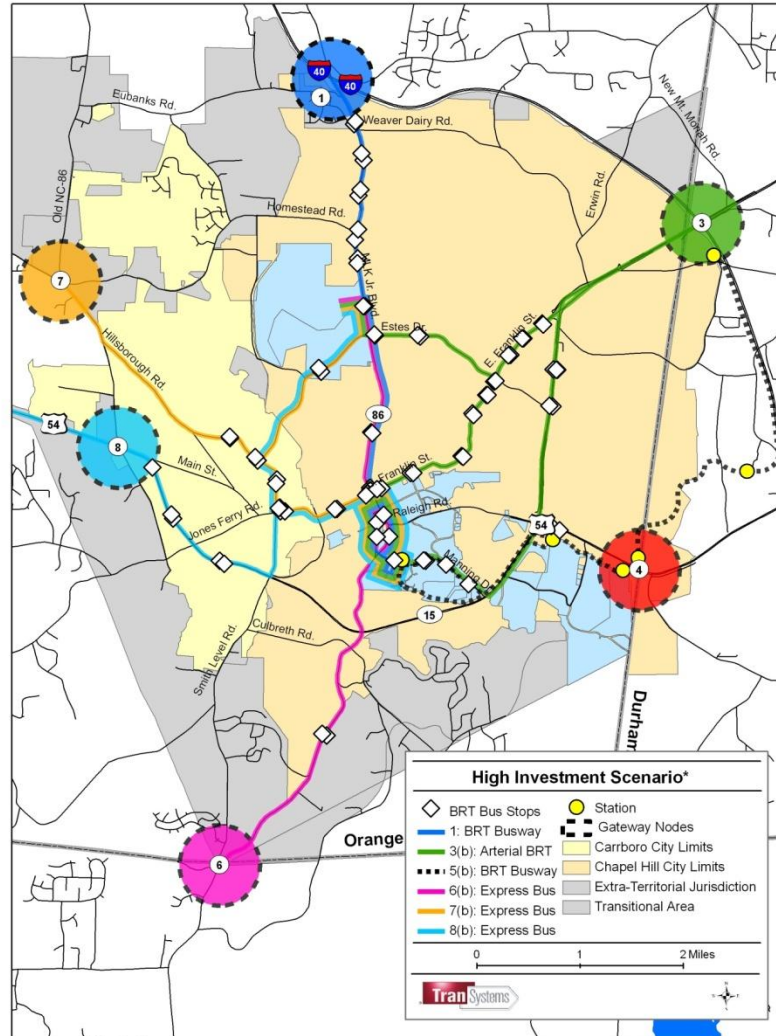 40
40
1
Eubanks Rd.
Weaver Dairy Rd.
New Mt. Moriah Rd.
Old NC-86
Erwin Rd.
Homestead Rd.
3
7
MLK Jr. Blvd
Estes Dr.
E. Franklin St.
Hillsborough Rd.
54
8
86
Main St.
Franklin St.
Jones Ferry Rd.
Raleigh Rd.
54
Manning Dr.
4
15
Culbreth Rd.
Smith Level Rd.
Durham
6
Orange
High Investment Scenario*
BRT Bus Stops
1: BRT Busway
3(b): Arterial BRT
5(b): BRT Busway
6(b): Express Bus
7(b): Express Bus
8(b): Express Bus
Station
Gateway Nodes
Carrboro City Limits
Chapel Hill City Limits
Extra-Territorial Jurisdiction
Transitional Area
0 1 2 Miles
TranSystems